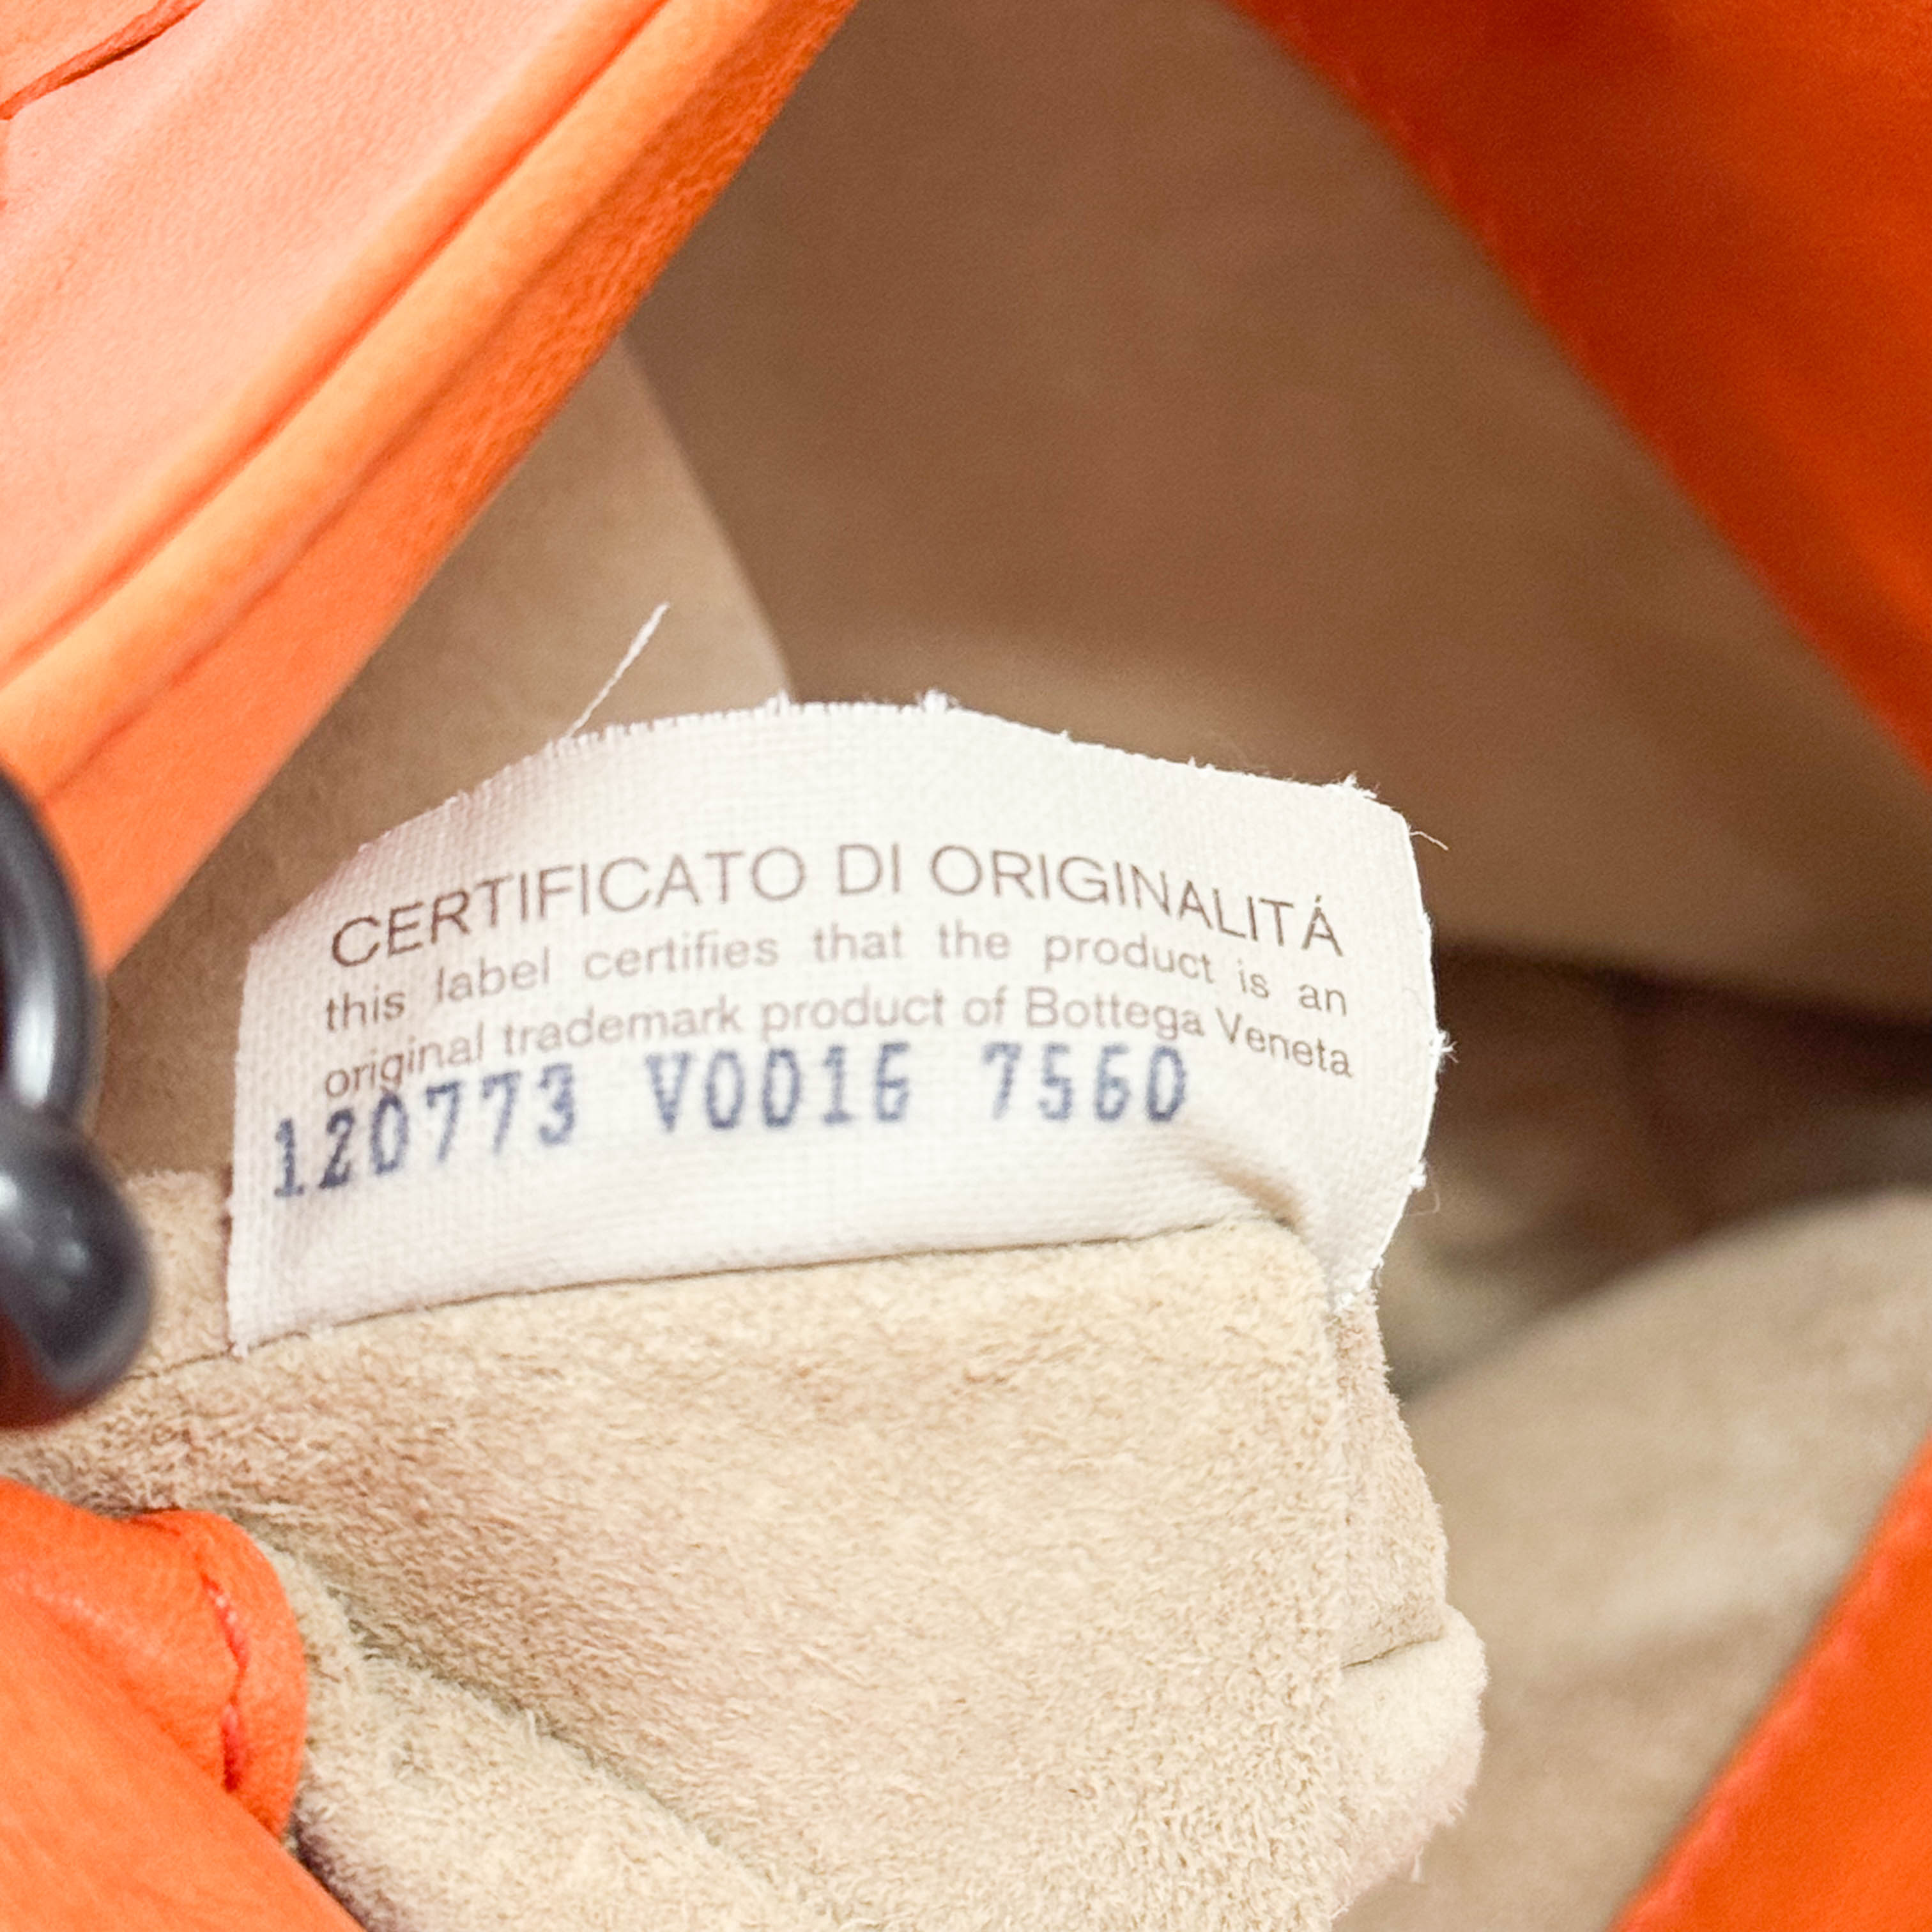 CERTIFICATO DI ORIGINALITÁ
this label certifies that the product is an
original trademark product of Bottega Veneta
120773 V0016 7560